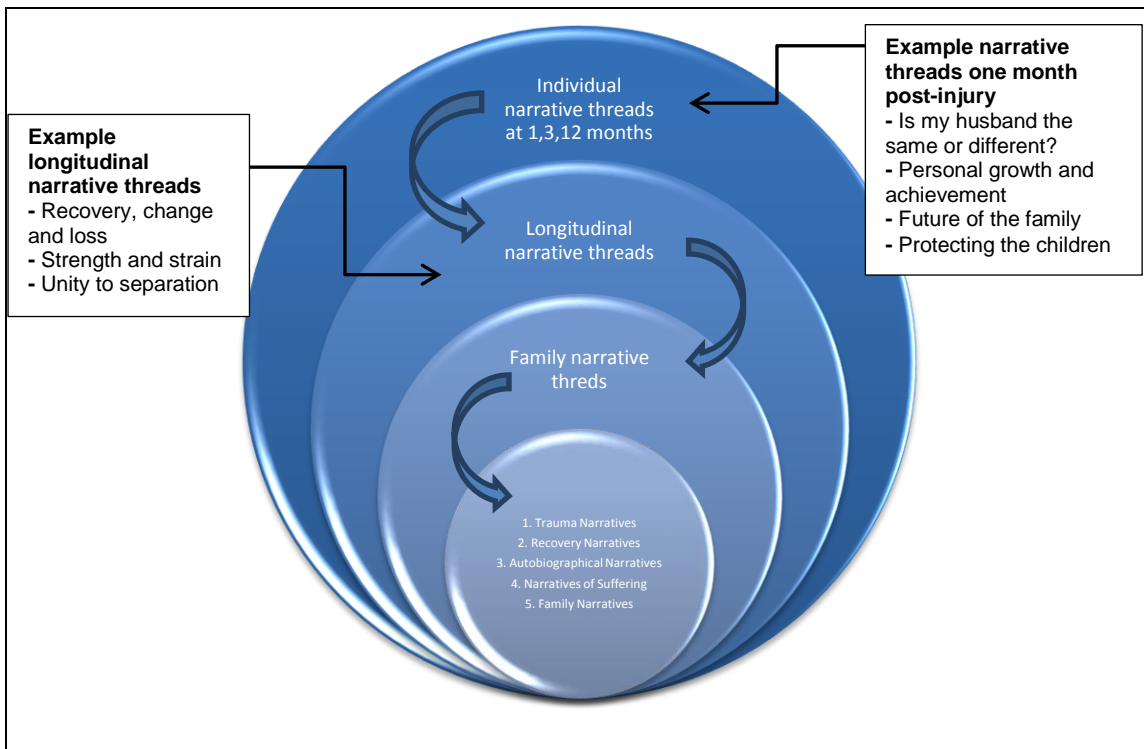 Individual
narrative threads
at 1,3,12 months
Example narrative
threads one month
post-injury
- Is my husband the
same or different?
- Personal growth and
achievement
- Future of the family
- Protecting the children
Example
longitudinal
narrative threads
- Recovery, change
and loss
- Strength and strain
- Unity to separation
Longitudinal
narrative threads
Family narrative
threds
1. Trauma Narratives
2. Recovery Narratives
3. Autobiographical Narratives
4. Narratives of Suffering
5. Family Narratives